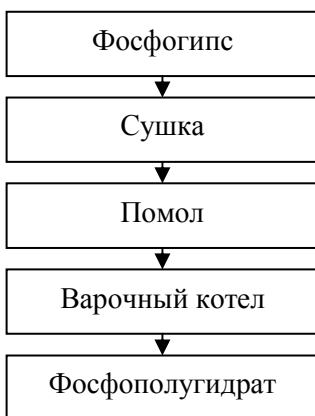 Фосфогипс
Сушка
Помол
Варочный котел
Фосфополугидрат